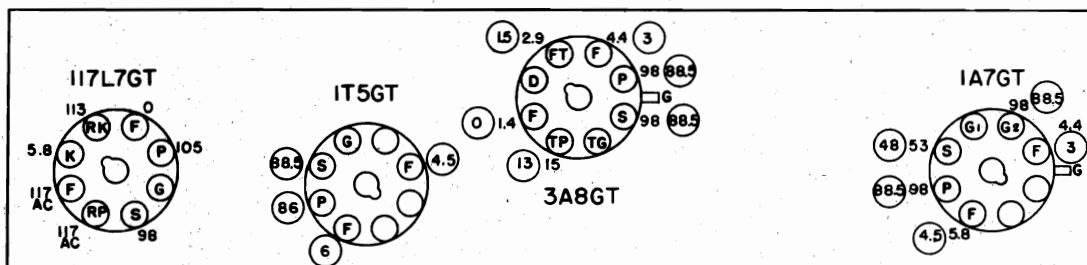 117L7GT
113 0
RK F
5.8 K P 105
117 AC F G
117 AC RP S 98
1T5GT
G
88.5 S F 4.5
86 P
F
6
1.5 2.9 FT F 4.4 3
D P 98 88.5
G
0 1.4 F S 98 88.5
13 15 TP TG
3A8GT
1A7GT
98 88.5
G1 G2
48 53 S F 4.4 3
G
88.5 98 P
F
4.5 5.8